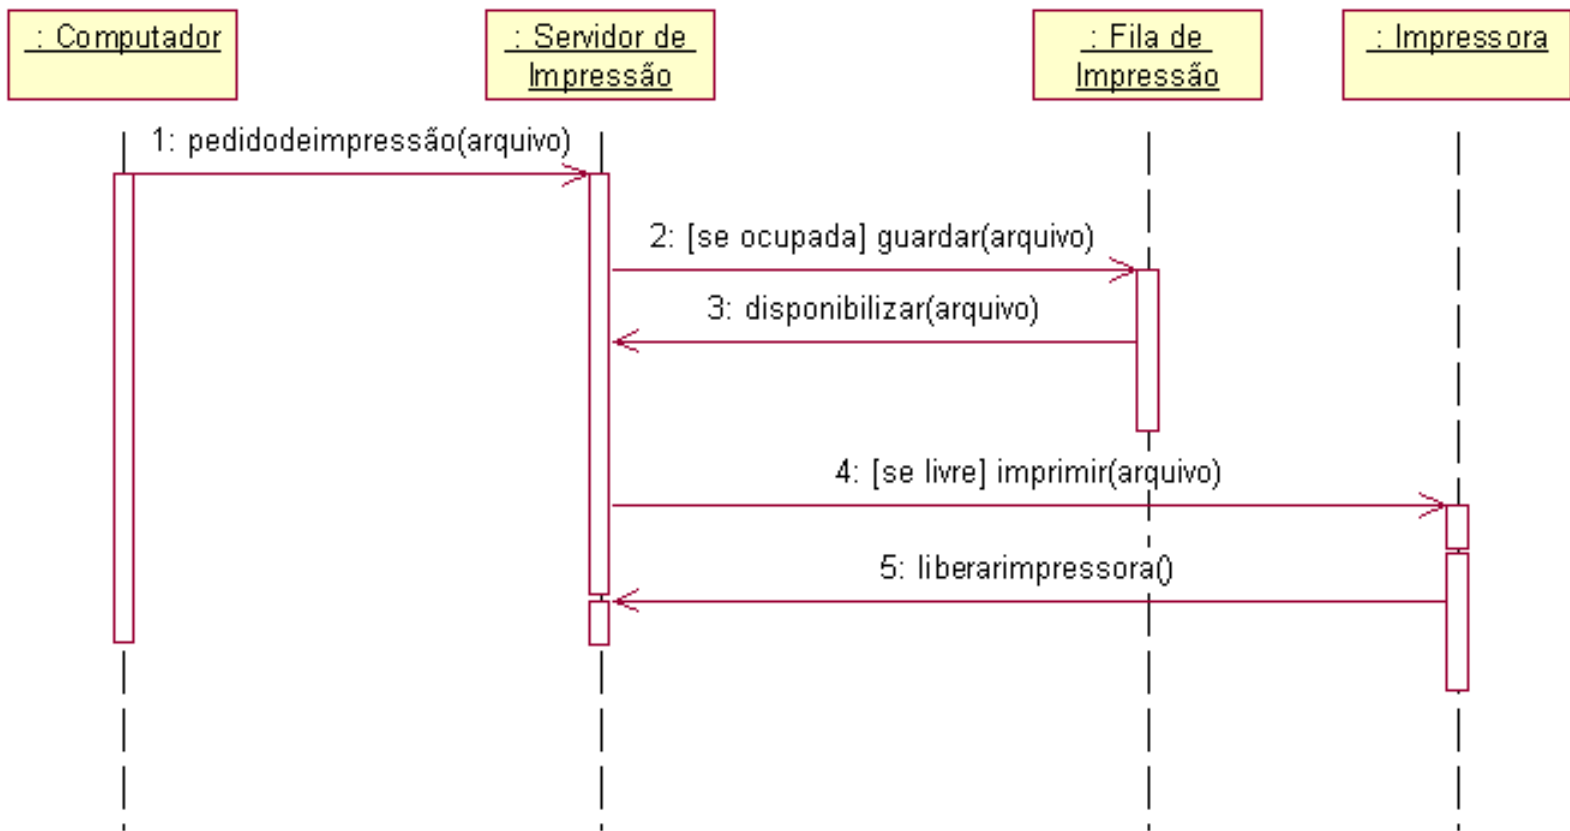 : Computador
: Servidor de
Impressão
: Fila de
Impressão
: Impressora
1: pedidodeimpressão(arquivo)
2: [se ocupada] guardar(arquivo)
3: disponibilizar(arquivo)
4: [se livre] imprimir(arquivo)
5: liberarimpressora()